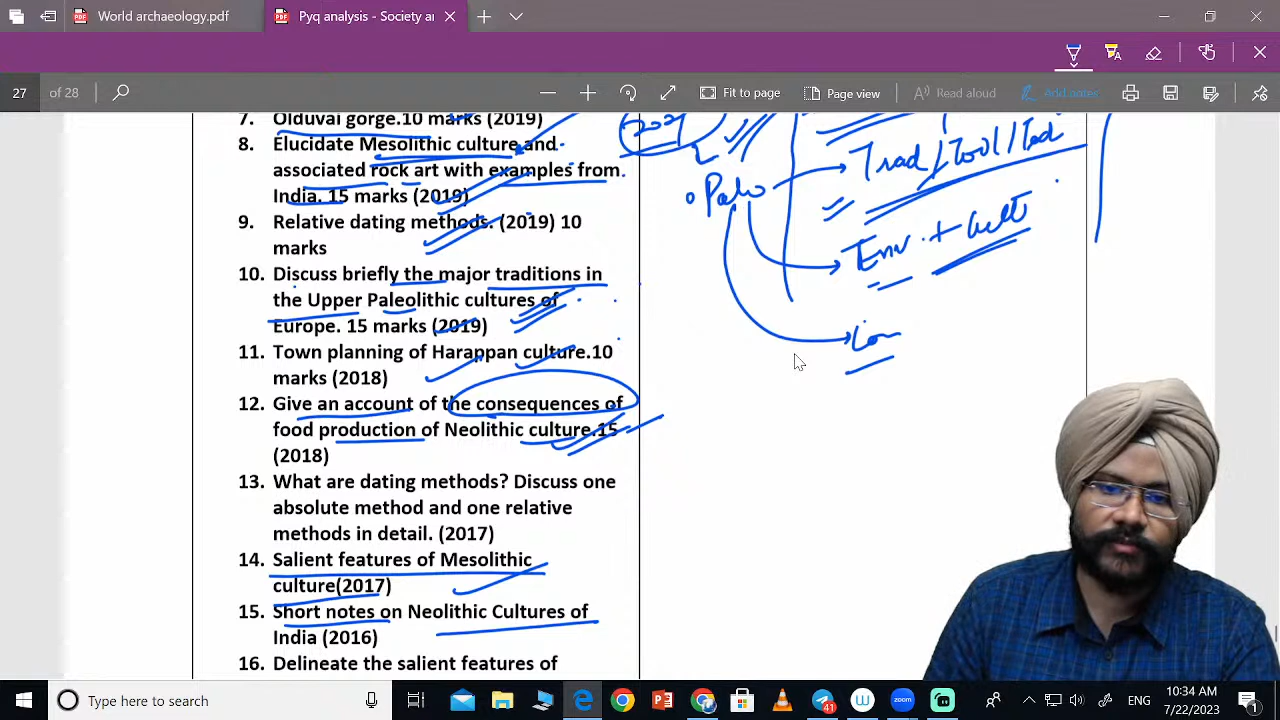 World archaeology.pdf
Pyq analysis - Society a
27 of 28
Fit to page
Page view
Read aloud
Add notes
7. Olduvai gorge.10 marks (2019)
8. Elucidate Mesolithic culture and
associated rock art with examples from
India. 15 marks (2019)
9. Relative dating methods. (2019) 10
marks
10. Discuss briefly the major traditions in
the Upper Paleolithic cultures of
Europe. 15 marks (2019)
11. Town planning of Harappan culture.10
marks (2018)
12. Give an account of the consequences of
food production of Neolithic culture.15
(2018)
13. What are dating methods? Discuss one
absolute method and one relative
methods in detail. (2017)
14. Salient features of Mesolithic
culture(2017)
15. Short notes on Neolithic Cultures of
India (2016)
16. Delineate the salient features of
2021
Trad/Tool/
Env + Cult
Type here to search
41
zoom
ENG
10:34 AM
7/22/2023